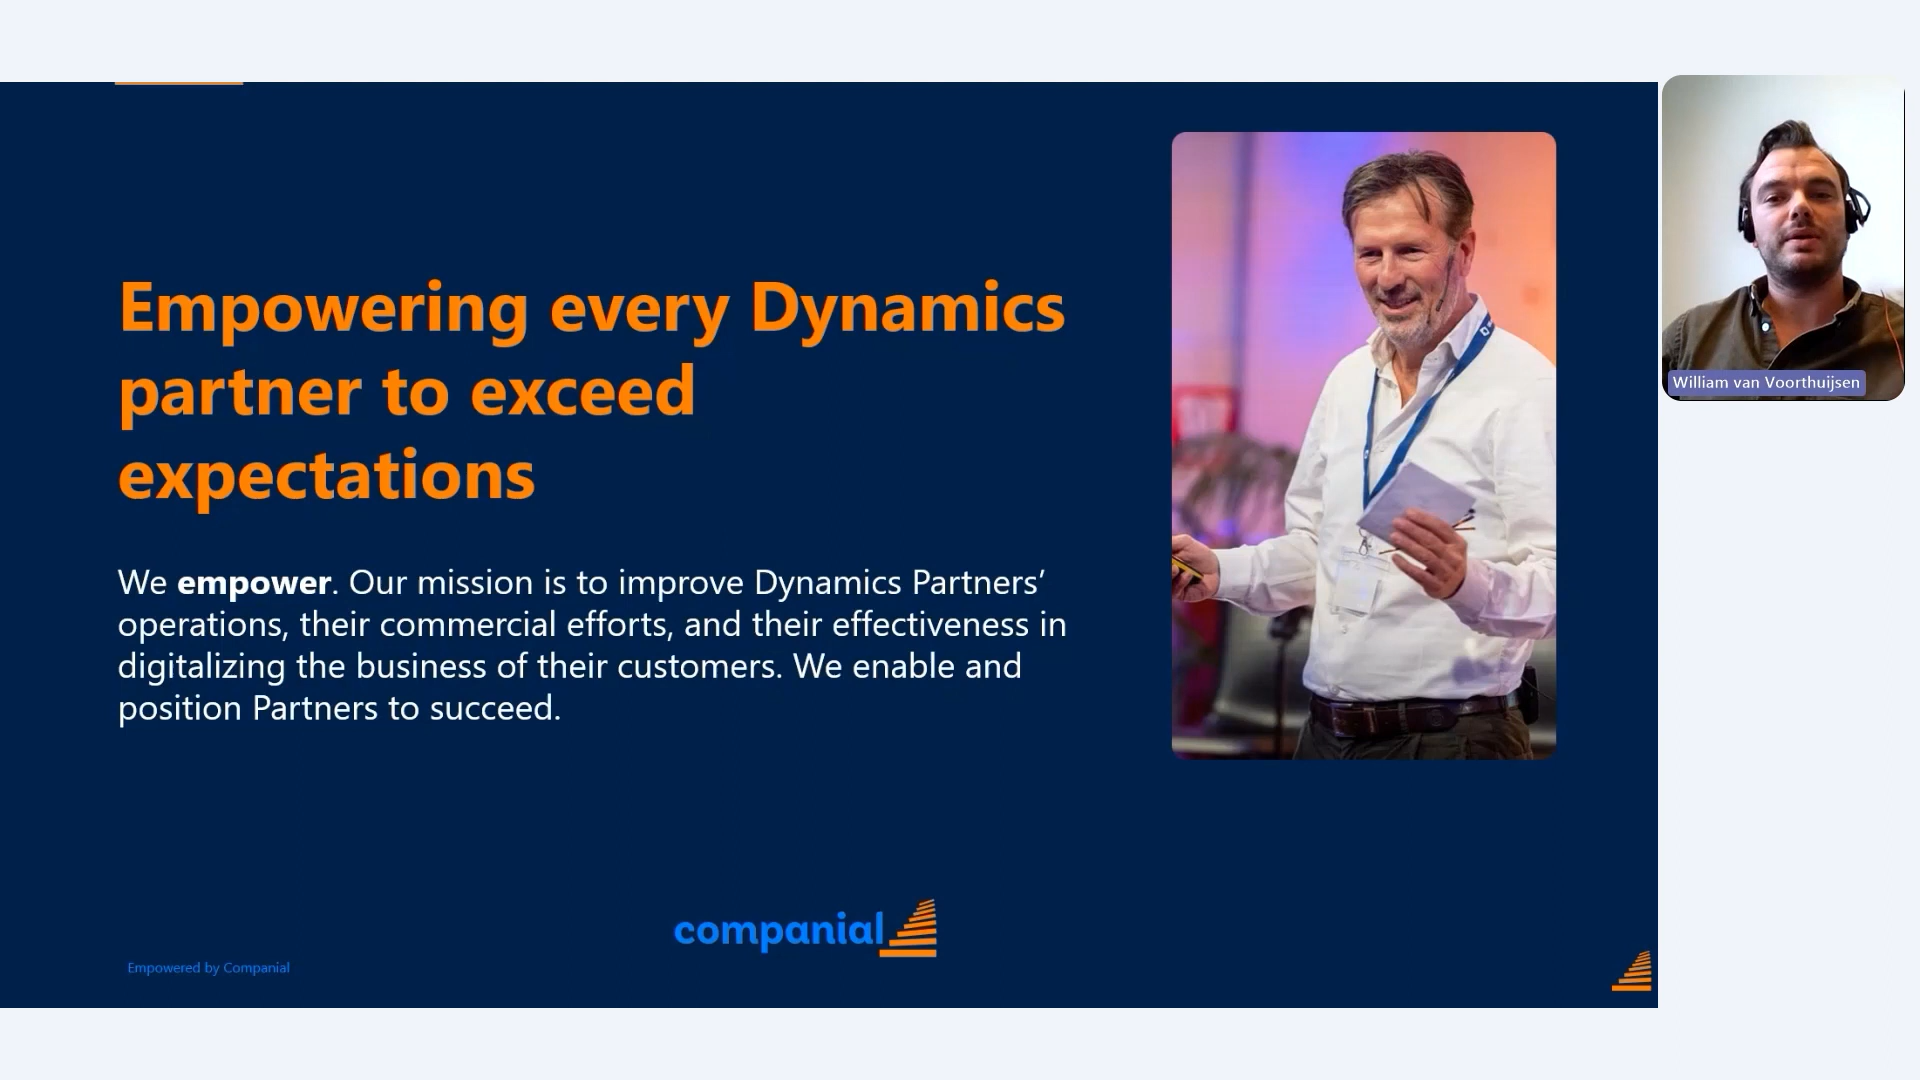 Empowering every Dynamics
partner to exceed
expectations
We empower. Our mission is to improve Dynamics Partners’
operations, their commercial efforts, and their effectiveness in
digitalizing the business of their customers. We enable and
position Partners to succeed.
companial
Empowered by Companial
William van Voorthuijsen